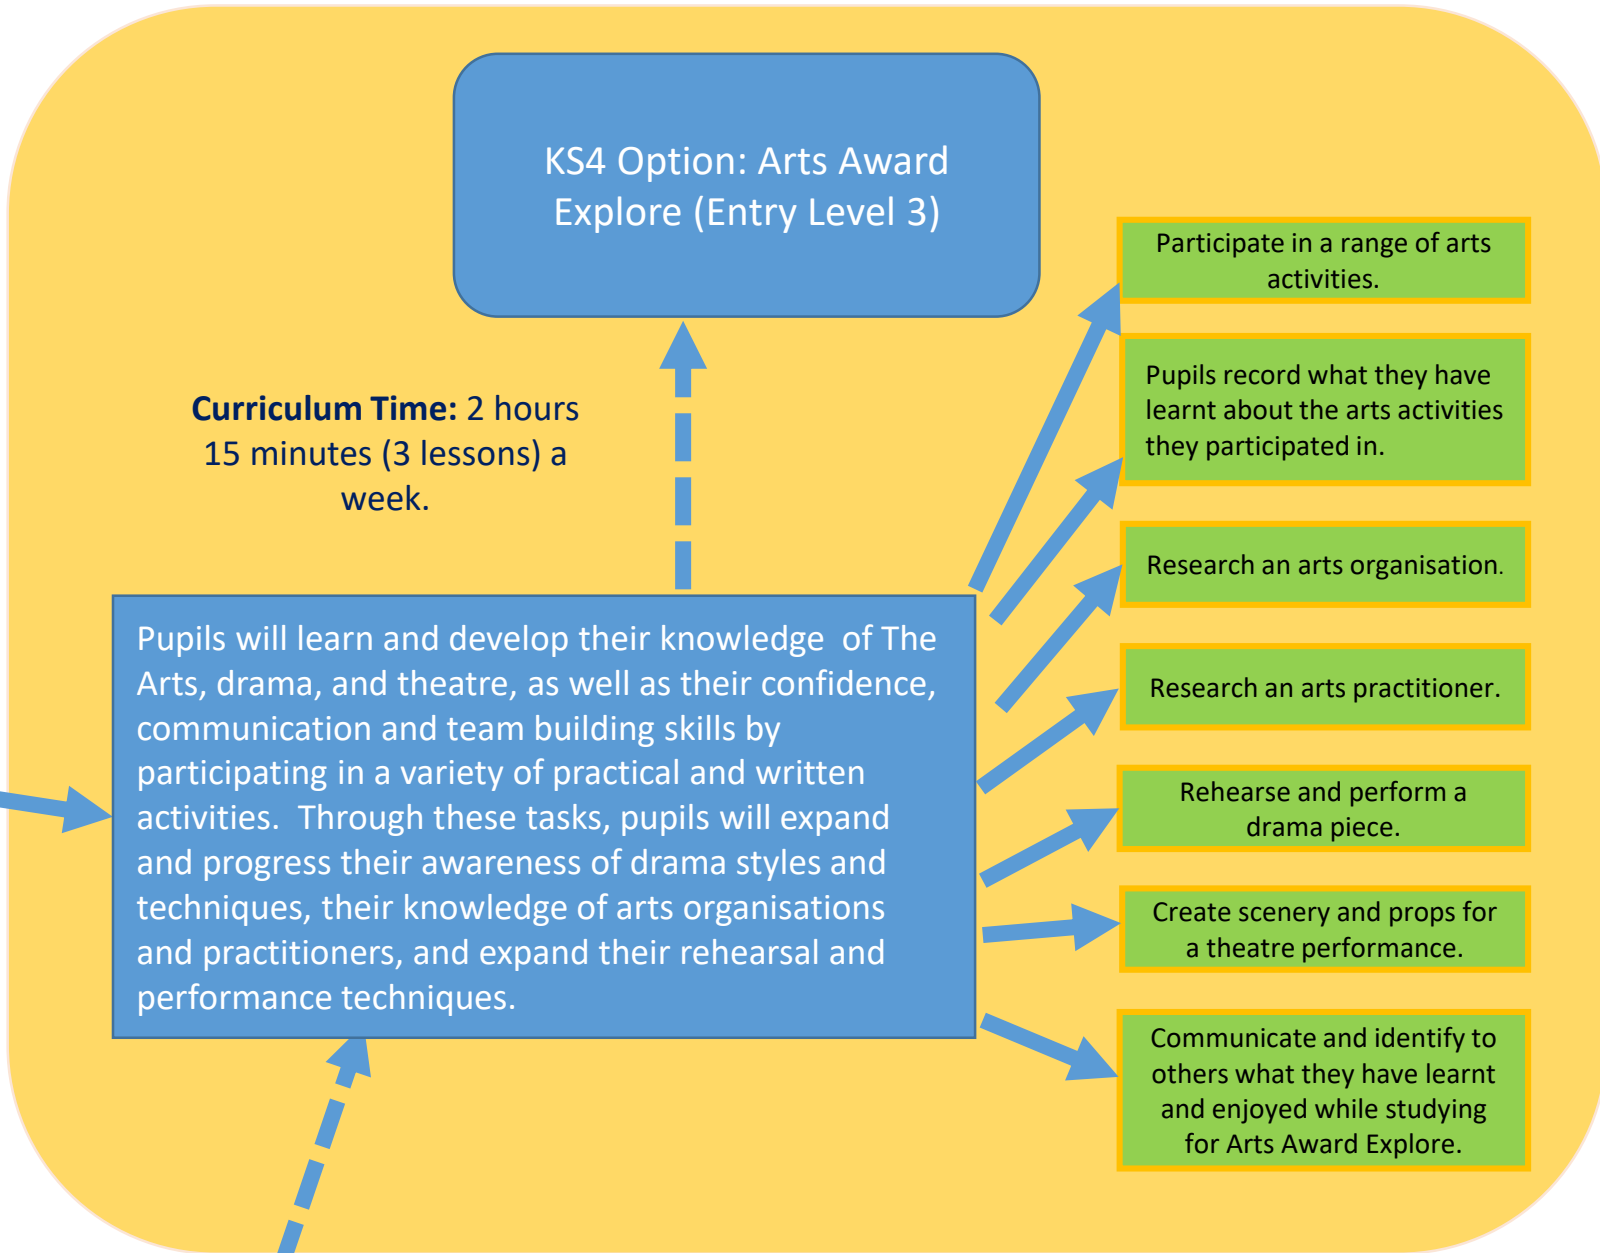 KS4 Option: Arts Award
Explore (Entry Level 3)
Curriculum Time: 2 hours
15 minutes (3 lessons) a
week.
Pupils will learn and develop their knowledge  of The
Arts, drama, and theatre, as well as their confidence,
communication and team building skills by
participating in a variety of practical and written
activities.  Through these tasks, pupils will expand
and progress their awareness of drama styles and
techniques, their knowledge of arts organisations
and practitioners, and expand their rehearsal and
performance techniques.
Participate in a range of arts
activities.
Pupils record what they have
learnt about the arts activities
they participated in.
Research an arts organisation.
Research an arts practitioner.
Rehearse and perform a
drama piece.
Create scenery and props for
a theatre performance.
Communicate and identify to
others what they have learnt
and enjoyed while studying
for Arts Award Explore.